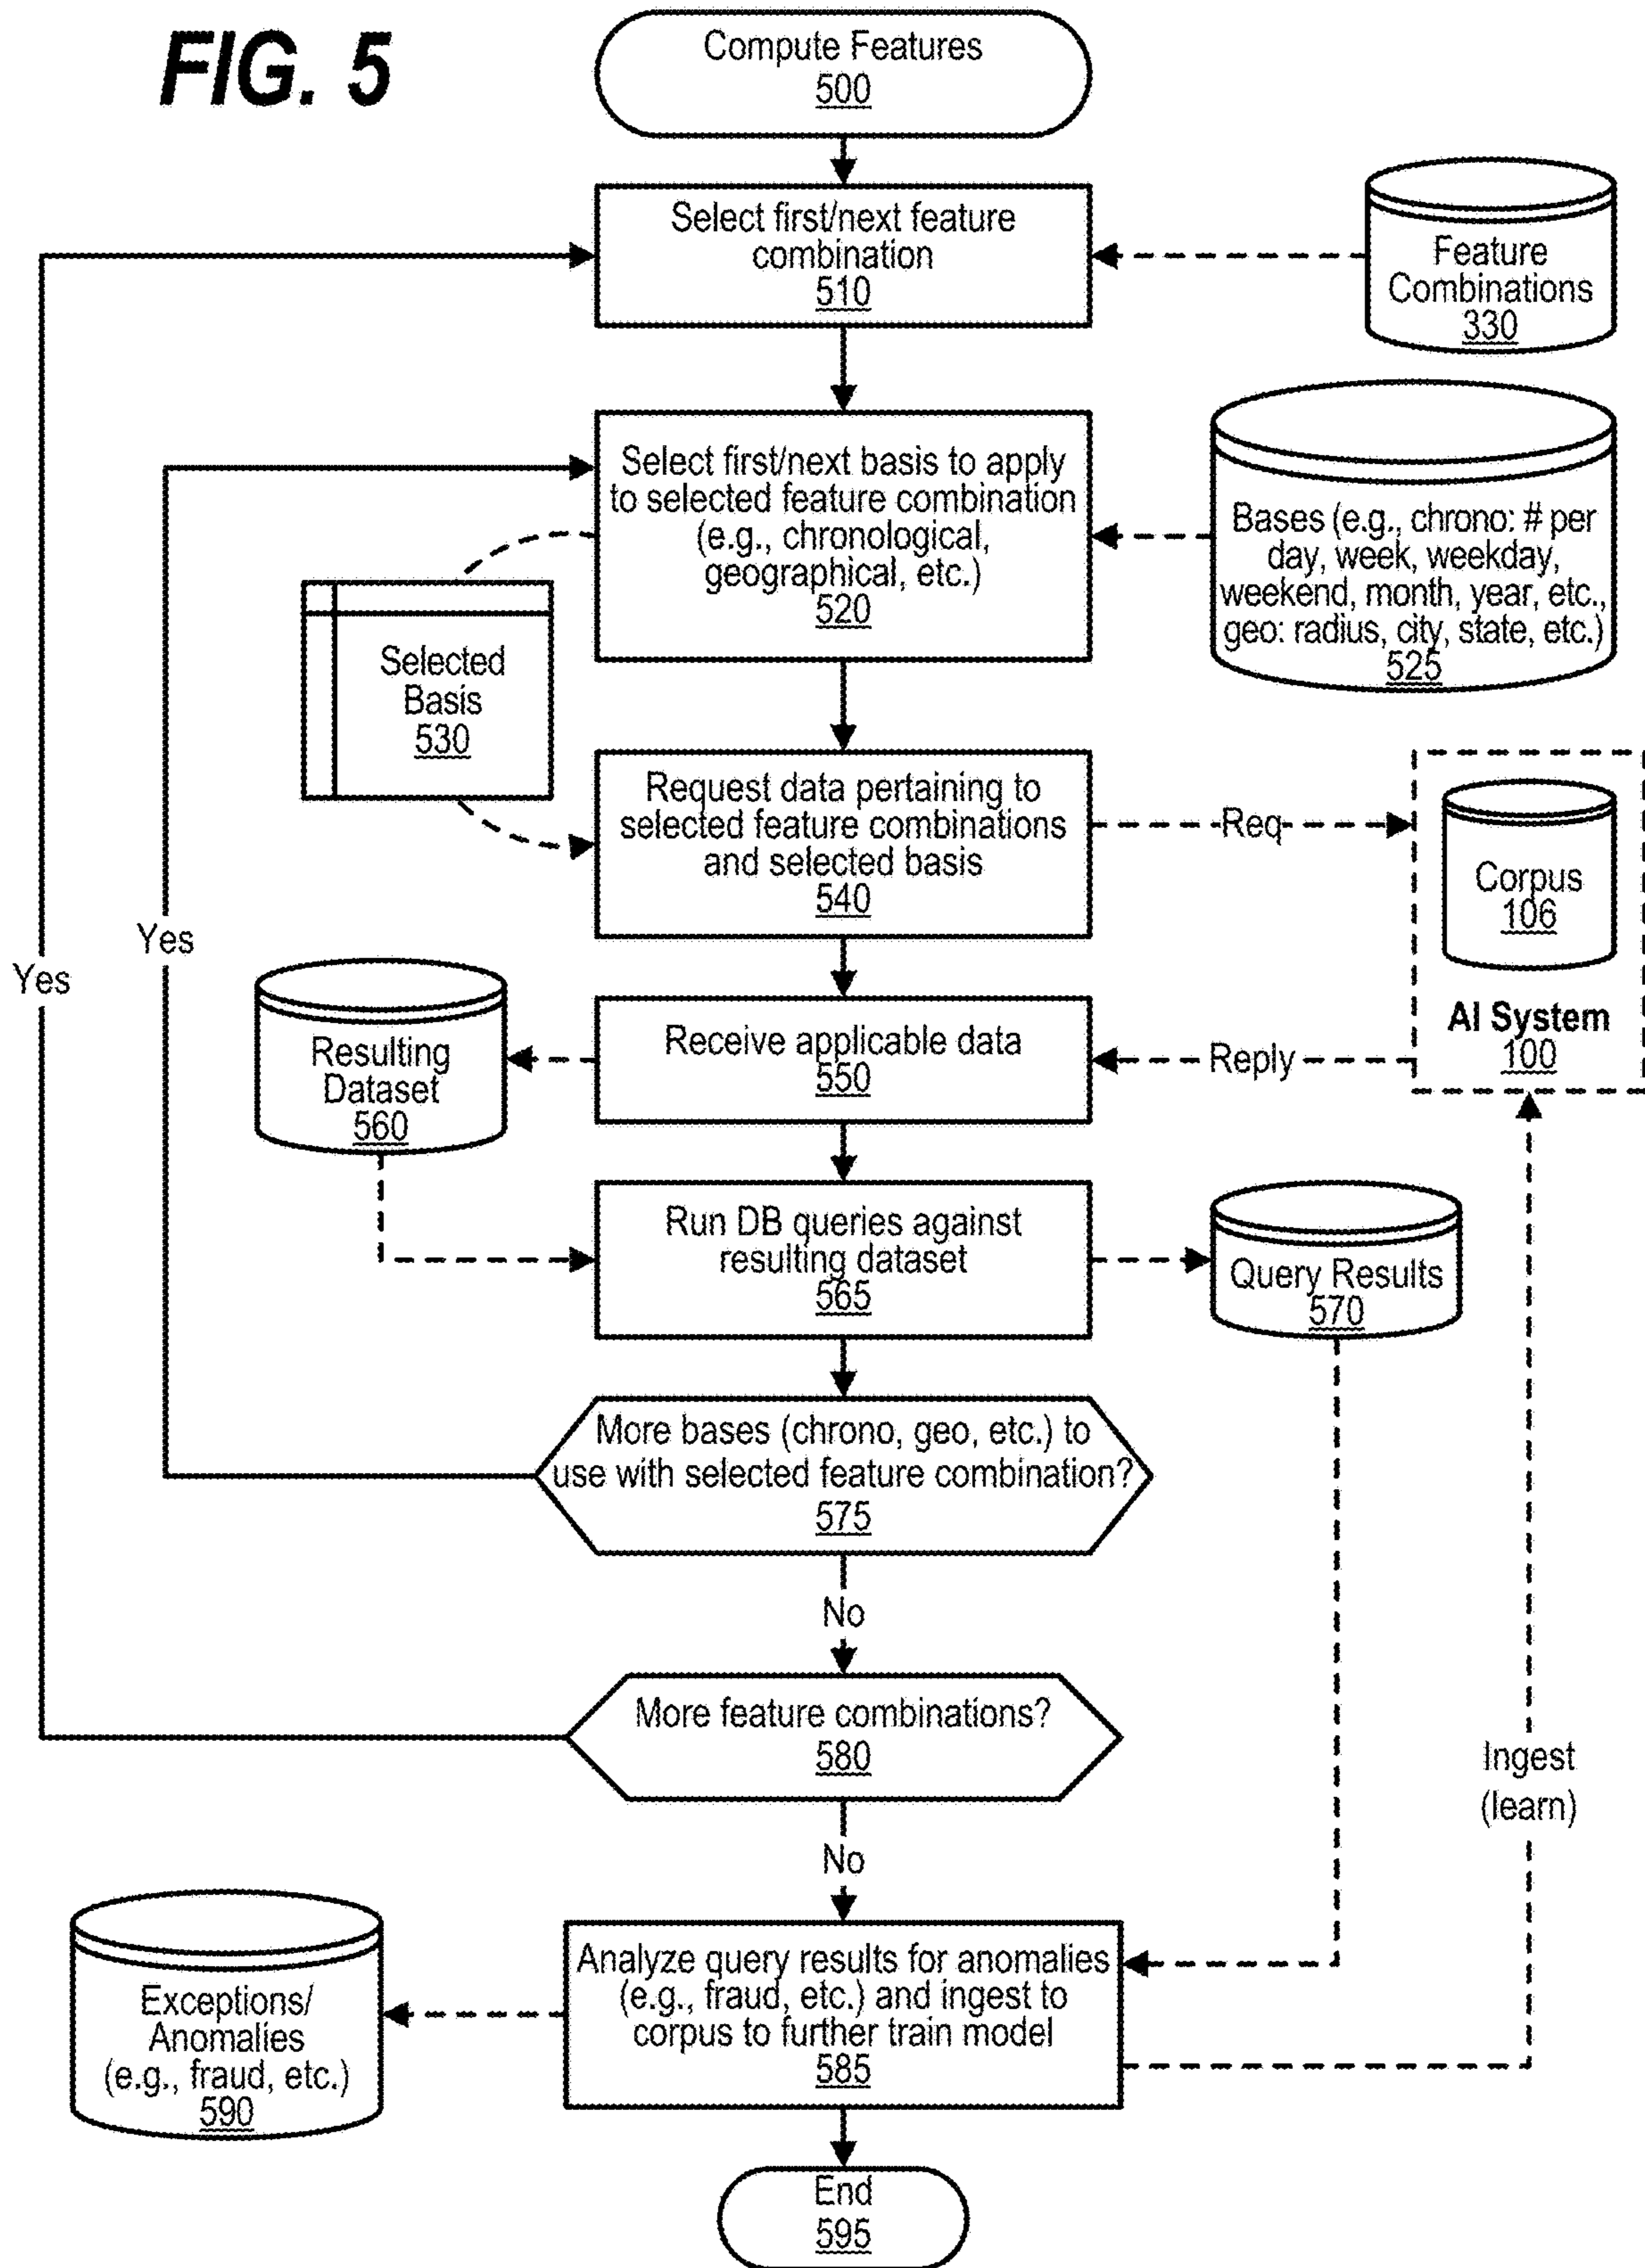 FIG. 5
Compute Features
500
Select first/next feature
combination
510
Feature
Combinations
330
Select first/next basis to apply
to selected feature combination
(e.g., chronological,
geographical, etc.)
520
Bases (e.g., chrono: # per
day, week, weekday,
weekend, month, year, etc.,
geo: radius, city, state, etc.)
525
Selected
Basis
530
Request data pertaining to
selected feature combinations
and selected basis
540
Req
Corpus
106
AI System
100
Yes
Yes
Receive applicable data
550
Reply
Resulting
Dataset
560
Run DB queries against
resulting dataset
565
Query Results
570
More bases (chrono, geo, etc.) to
use with selected feature combination?
575
No
More feature combinations?
580
Ingest
(learn)
No
Analyze query results for anomalies
(e.g., fraud, etc.) and ingest to
corpus to further train model
585
Exceptions/
Anomalies
(e.g., fraud, etc.)
590
End
595